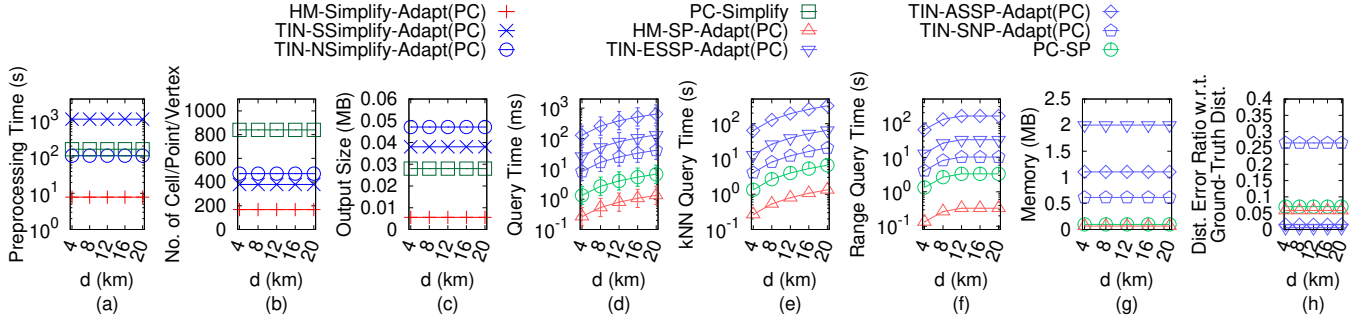 HM-Simplify-Adapt(PC)
TIN-SSimplify-Adapt(PC)
TIN-NSimplify-Adapt(PC)
PC-Simplify
HM-SP-Adapt(PC)
TIN-ESSP-Adapt(PC)
TIN-ASSP-Adapt(PC)
TIN-SNP-Adapt(PC)
PC-SP
Preprocessing Time (s)
10^3
10^2
10^1
10^0
4 8 12 16 20
d (km)
(a)
No. of Cell/Point/Vertex
1000
800
600
400
200
0
4 8 12 16 20
d (km)
(b)
Output Size (MB)
0.06
0.05
0.04
0.03
0.02
0.01
0
4 8 12 16 20
d (km)
(c)
Query Time (ms)
10^2
10^1
10^0
10^-1
4 8 12 16 20
d (km)
(d)
kNN Query Time (s)
10^2
10^1
10^0
10^-1
4 8 12 16 20
d (km)
(e)
Range Query Time (s)
10^2
10^1
10^0
10^-1
4 8 12 16 20
d (km)
(f)
Memory (MB)
2.5
2
1.5
1
0.5
0
4 8 12 16 20
d (km)
(g)
Dist. Error Ratio w.r.t.
Ground-Truth Dist.
0.4
0.35
0.3
0.25
0.2
0.15
0.1
0.05
0
4 8 12 16 20
d (km)
(h)